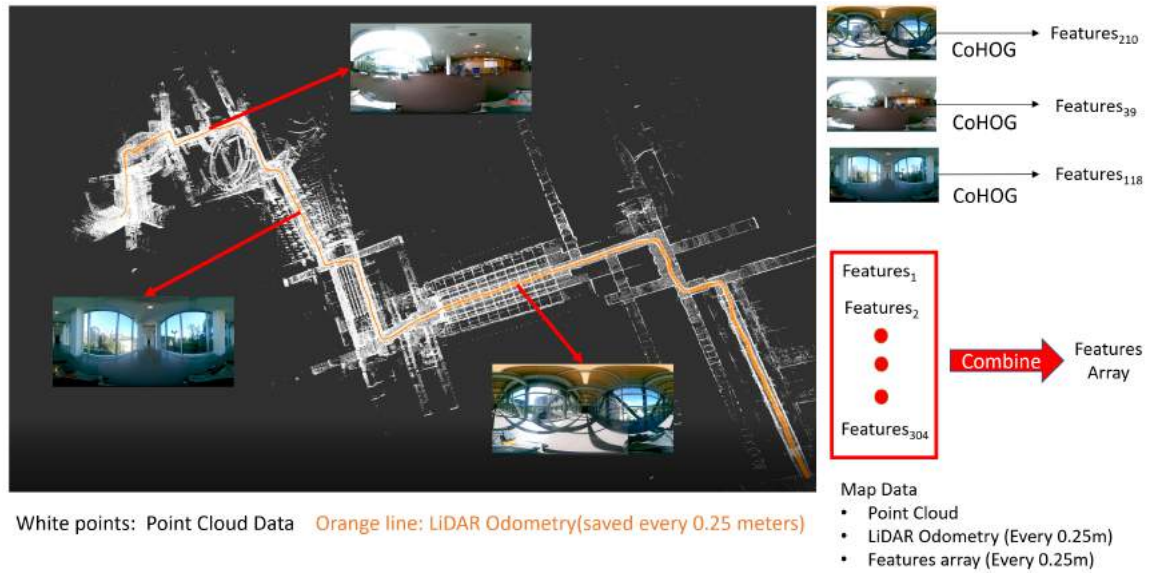 CoHOG
Features210
CoHOG
Features39
CoHOG
Features118
Features1
Features2
Features304
Combine
Features
Array
White points: Point Cloud Data
Orange line: LiDAR Odometry(saved every 0.25 meters)
Map Data
• Point Cloud
• LiDAR Odometry (Every 0.25m)
• Features array (Every 0.25m)